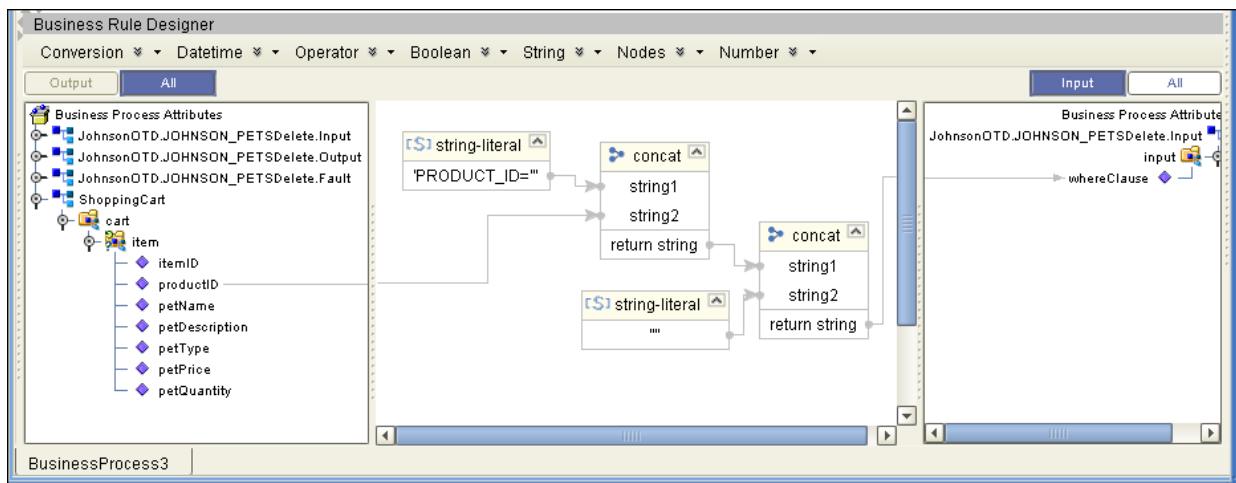 Business Rule Designer
Conversion Datetime Operator Boolean String Nodes Number
Output All Input All
Business Process Attributes
JohnsonOTD.JOHNSON_PETSDelete.Input
JohnsonOTD.JOHNSON_PETSDelete.Output
JohnsonOTD.JOHNSON_PETSDelete.Fault
ShoppingCart
cart
item
itemID
productID
petName
petDescription
petType
petPrice
petQuantity
[S] string-literal
'PRODUCT_ID='"
concat
string1
string2
return string
[S] string-literal
""
concat
string1
string2
return string
Business Process Attribute
JohnsonOTD.JOHNSON_PETSDelete.Input
input
whereClause
BusinessProcess3